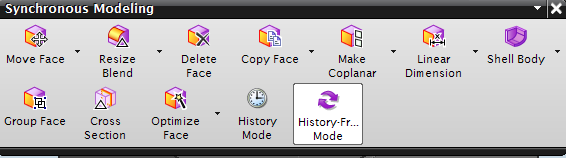 Synchronous Modeling
Move Face Resize Blend Delete Face Copy Face Make Coplanar Linear Dimension Shell Body
Group Face Cross Section Optimize Face History Mode History-Fr... Mode